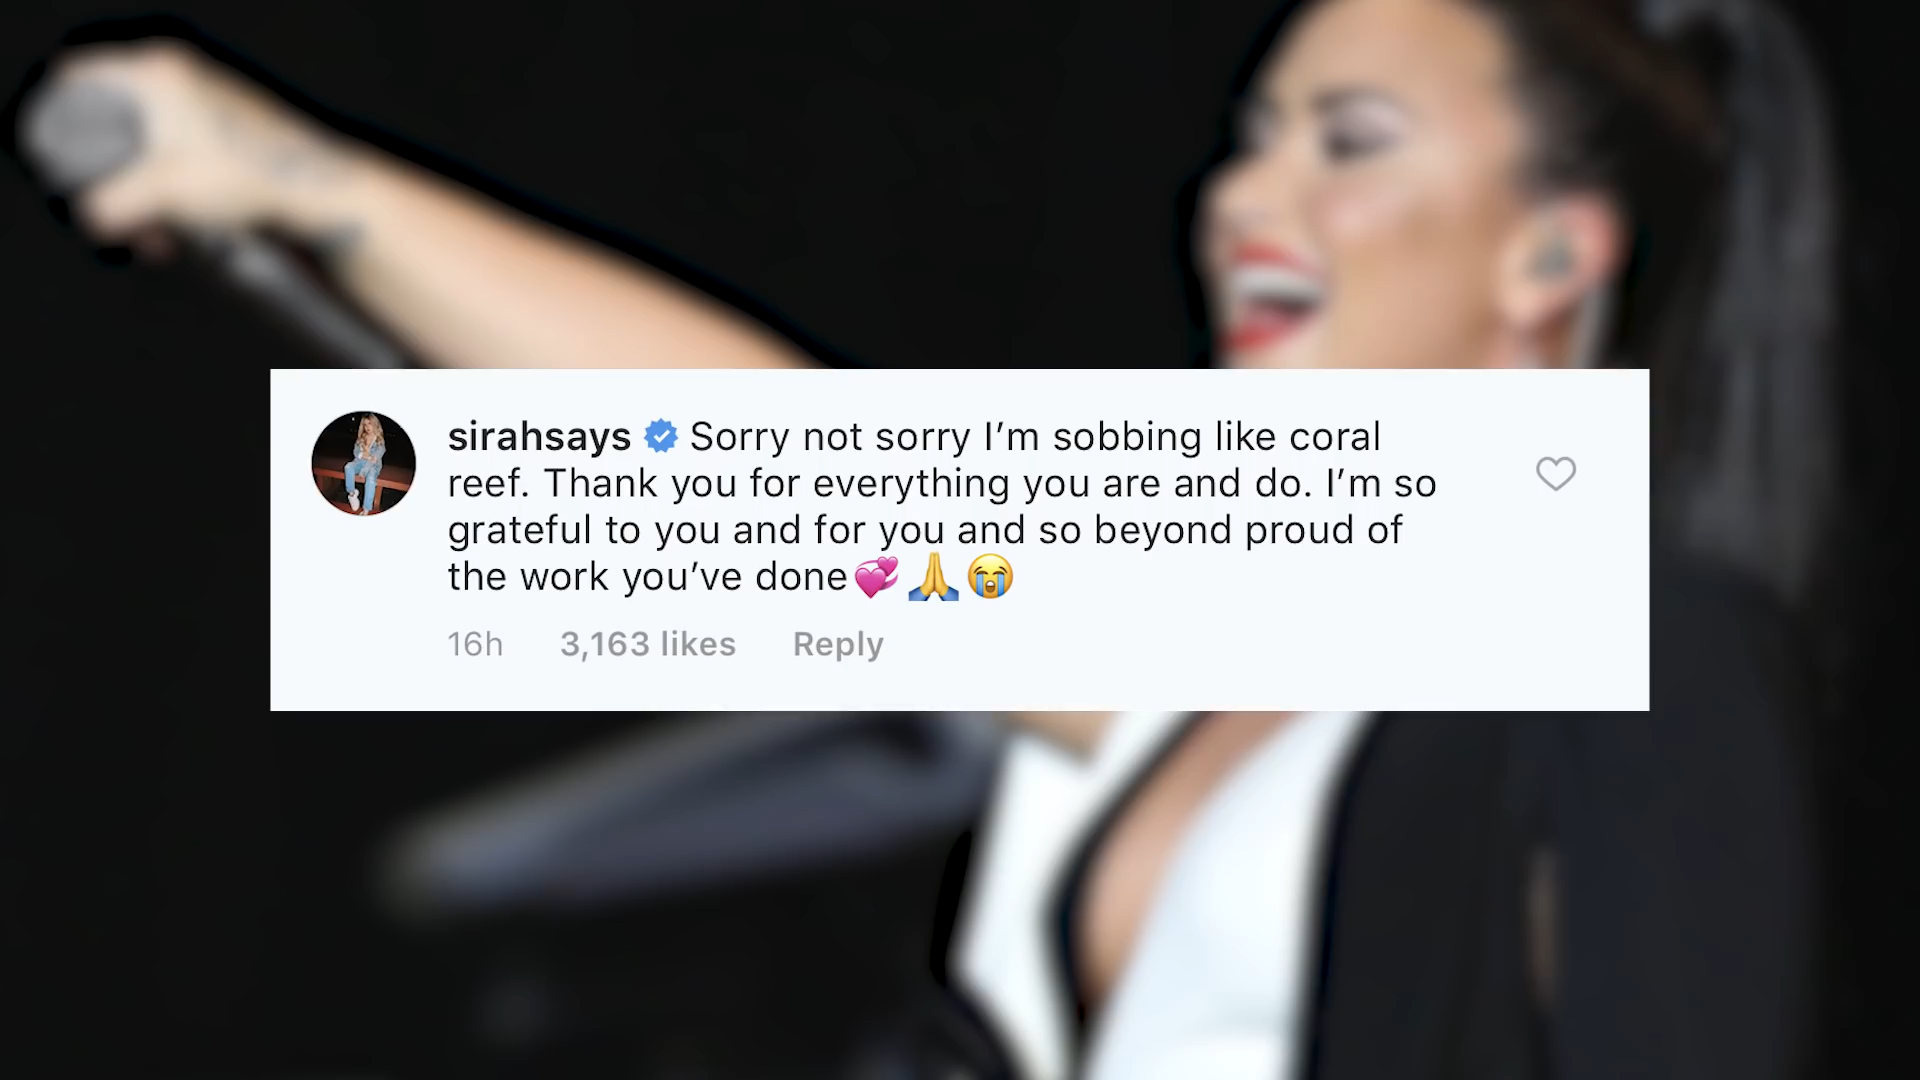 sirahsays Sorry not sorry I’m sobbing like coral
reef. Thank you for everything you are and do. I’m so
grateful to you and for you and so beyond proud of
the work you’ve done💞🙏😭
16h 3,163 likes Reply